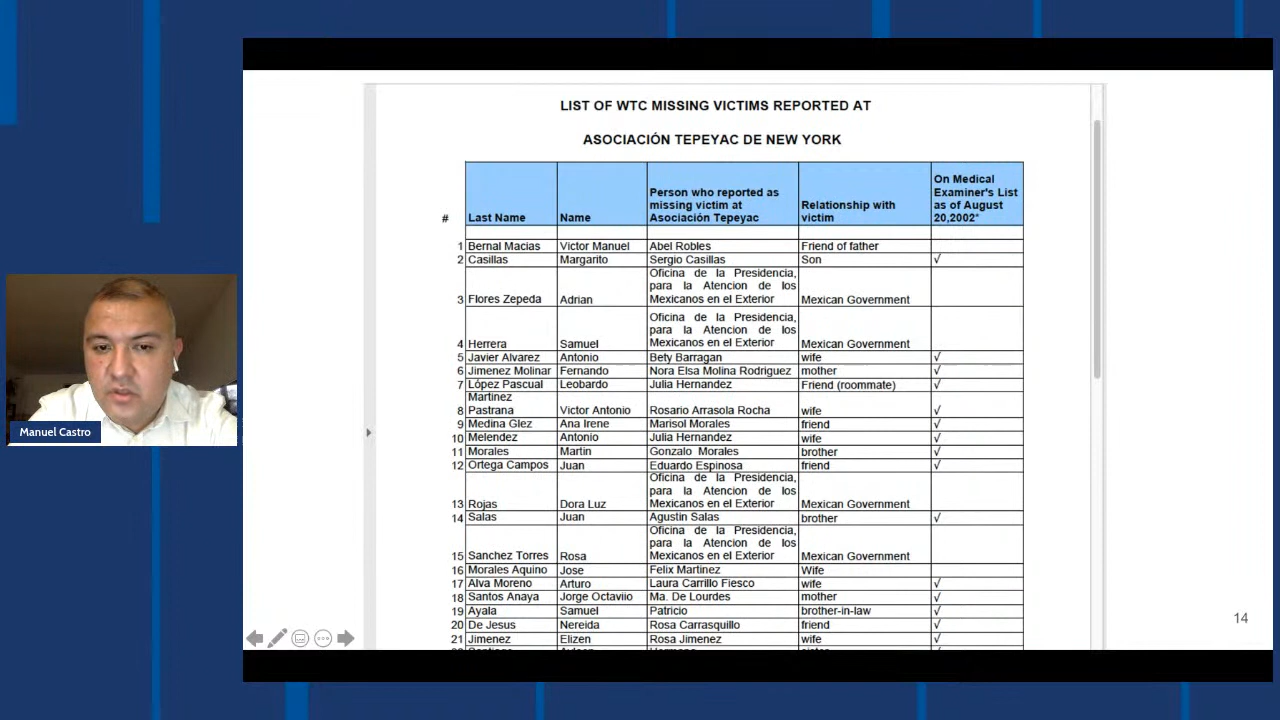 LIST OF WTC MISSING VICTIMS REPORTED AT
ASOCIACIÓN TEPEYAC DE NEW YORK
# Last Name Name Person who reported as missing victim at Asociación Tepeyac Relationship with victim On Medical Examiner's List as of August 20,2002*
1 Bernal Macias Victor Manuel Abel Robles Friend of father
2 Casillas Margarito Sergio Casillas Son √
3 Flores Zepeda Adrian Oficina de la Presidencia, para la Atencion de los Mexicanos en el Exterior Mexican Government
4 Herrera Samuel Oficina de la Presidencia, para la Atencion de los Mexicanos en el Exterior Mexican Government
5 Javier Alvarez Antonio Bety Barragan wife √
6 Jimenez Molinar Fernando Nora Elsa Molina Rodriguez mother √
7 López Pascual Leobardo Julia Hernandez Friend (roommate) √
8 Martinez Pastrana Victor Antonio Rosario Arrasola Rocha wife √
9 Medina Glez Ana Irene Marisol Morales friend √
10 Melendez Antonio Julia Hernandez wife √
11 Morales Martin Gonzalo Morales brother √
12 Ortega Campos Juan Eduardo Espinosa friend √
13 Rojas Dora Luz Oficina de la Presidencia, para la Atencion de los Mexicanos en el Exterior Mexican Government
14 Salas Juan Agustin Salas brother √
15 Sanchez Torres Rosa Oficina de la Presidencia, para la Atencion de los Mexicanos en el Exterior Mexican Government
16 Morales Aquino Jose Felix Martinez Wife
17 Alva Moreno Arturo Laura Carrillo Fiesco wife √
18 Santos Anaya Jorge Octaviio Ma. De Lourdes mother √
19 Ayala Samuel Patricio brother-in-law √
20 De Jesus Nereida Rosa Carrasquillo friend √
21 Jimenez Elizen Rosa Jimenez wife √
Manuel Castro
14